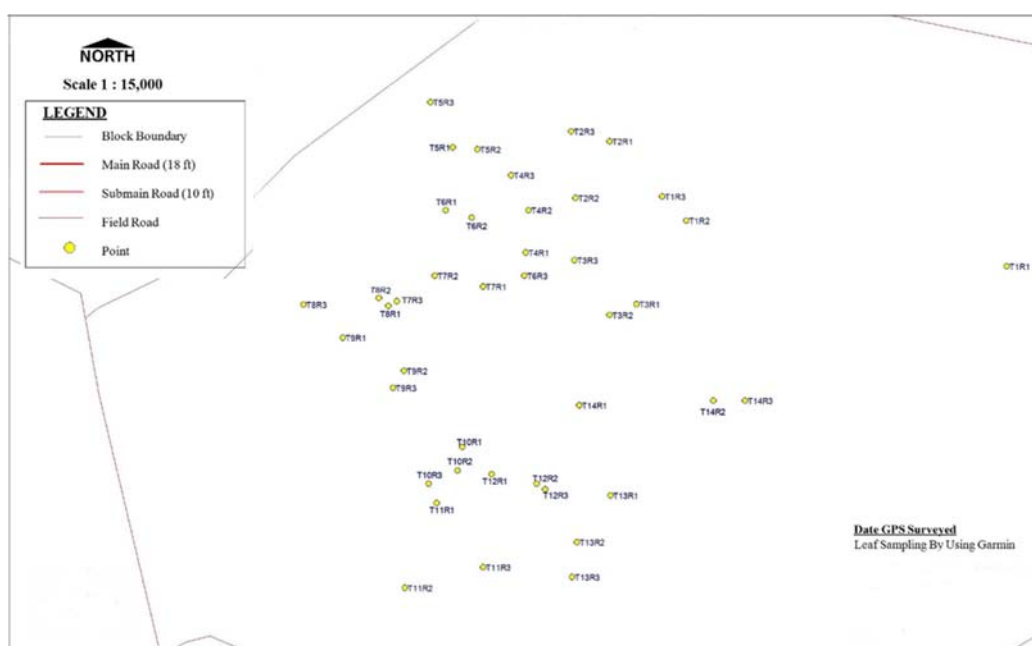 NORTH
Scale 1 : 15,000
LEGEND
Block Boundary
Main Road (18 ft)
Submain Road (10 ft)
Field Road
Point
T5R3
T2R3
T2R1
T5R1
T5R2
T4R3
T1R3
T2R2
T6R1
T4R2
T6R2
T1R2
T4R1
T3R3
T1R1
T7R2
T6R3
T7R1
T8R2
T7R3
T8R3
T8R1
T3R1
T3R2
T9R1
T9R2
T9R3
T14R1
T14R2
T14R3
T10R1
T10R2
T10R3
T12R1
T12R2
T12R3
T13R1
T11R1
Date GPS Surveyed
Leaf Sampling By Using Garmin
T13R2
T11R3
T13R3
T11R2